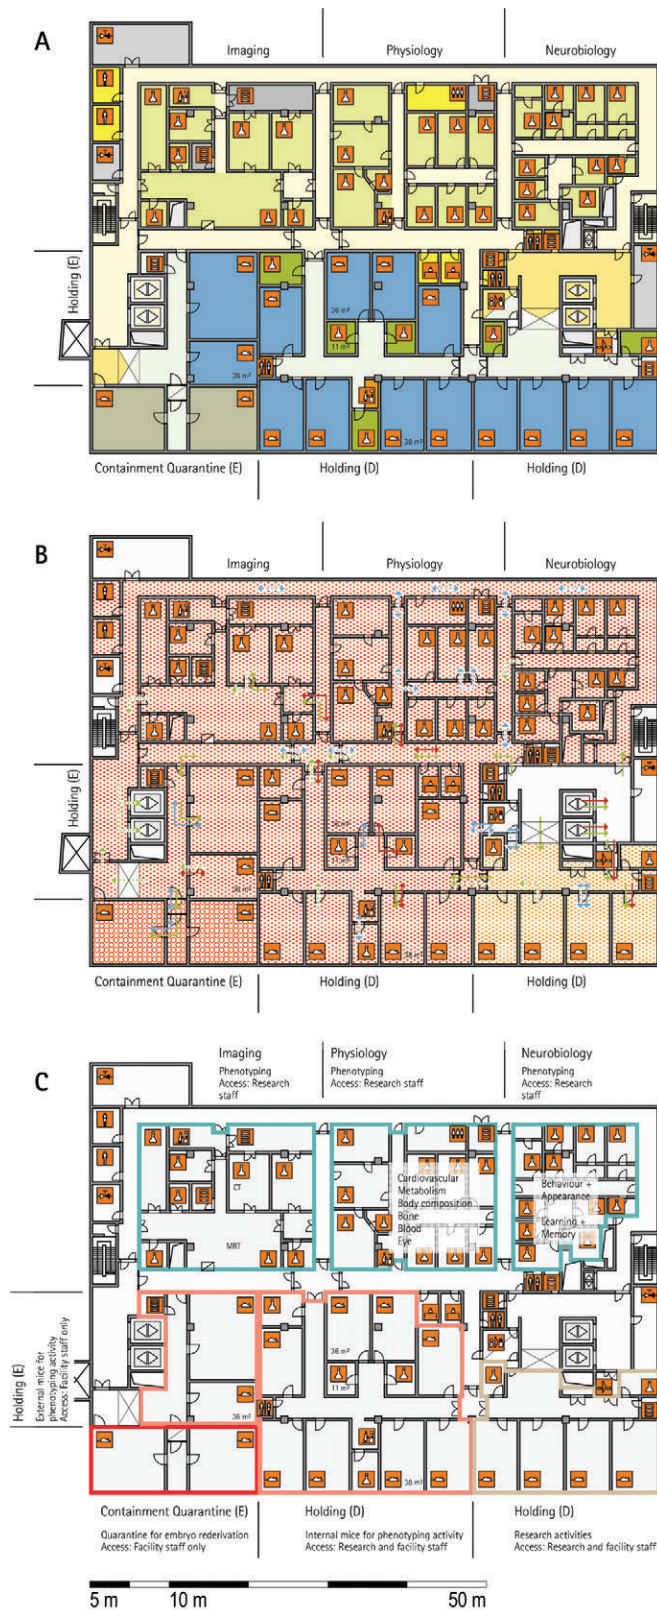 A
Imaging
Physiology
Neurobiology
Holding (E)
36 m²
11 m²
36 m²
38 m²
Containment Quarantine (E)
Holding (D)
Holding (D)
B
Imaging
Physiology
Neurobiology
Holding (E)
11 m²
36 m²
38 m²
Containment Quarantine (E)
Holding (D)
Holding (D)
C
Imaging
Phenotyping
Access: Research
staff
Physiology
Phenotyping
Access: Research staff
Neurobiology
Phenotyping
Access: Research
staff
CT
MRT
Cardiovascular
Metabolism
Body composition
Bone
Blood
Eye
Behaviour +
Appearance
Learning +
Memory
Holding (E)
External mice for
phenotyping activity
Access: Facility staff only
36 m²
11 m²
36 m²
38 m²
Containment Quarantine (E)
Quarantine for embryo rederivation
Access: Facility staff only
Holding (D)
Internal mice for phenotyping activity
Access: Research and facility staff
Holding (D)
Research activities
Access: Research and facility staff
5 m
10 m
50 m